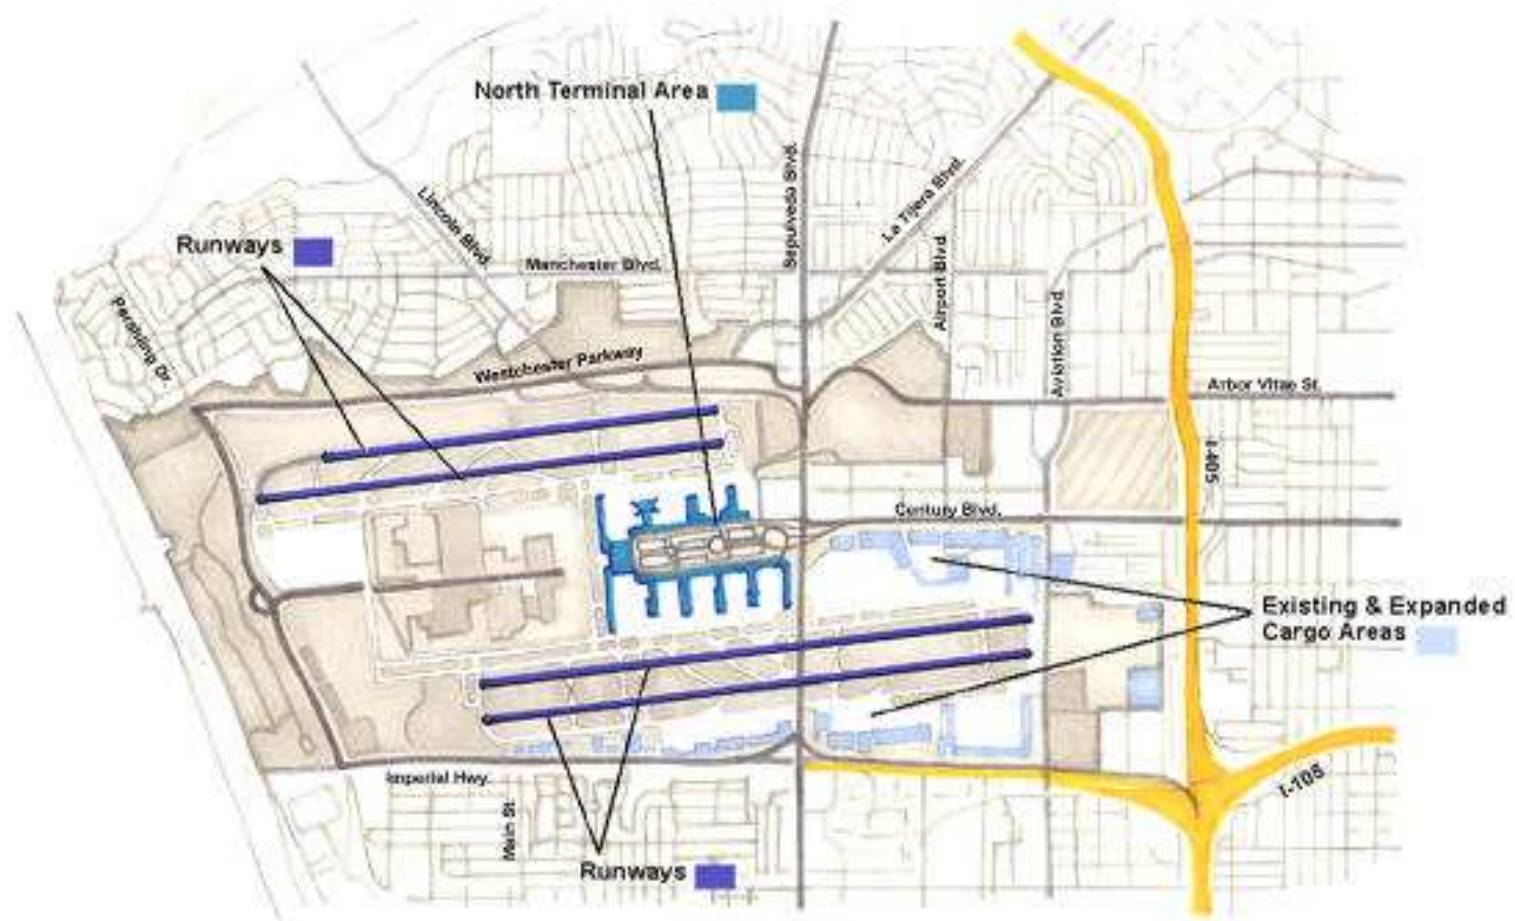 North Terminal Area
Sepulveda Blvd.
La Tijera Blvd.
Lincoln Blvd.
Runways
Manchester Blvd.
Airport Blvd
Aviation Blvd.
Pershing Dr.
Westchester Parkway
Arbor Vitae St.
I-405
Century Blvd.
Existing & Expanded
Cargo Areas
Imperial Hwy.
I-105
Main St.
Runways